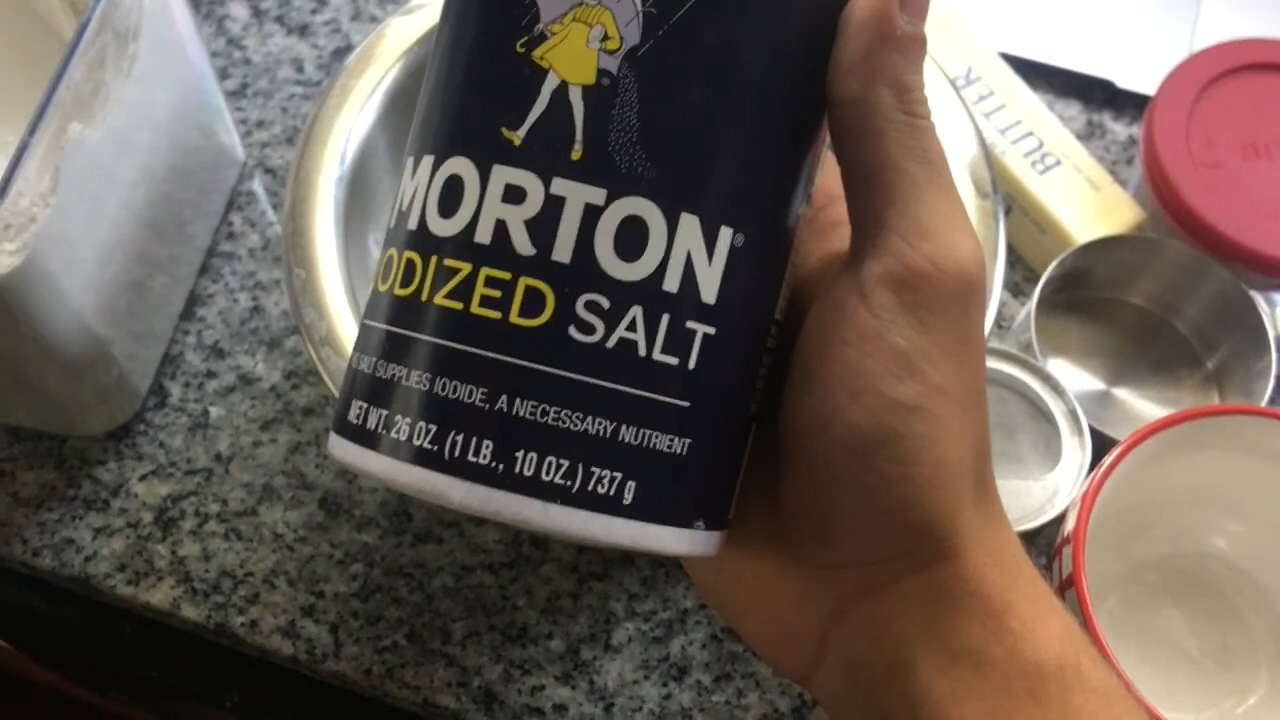 MORTON®
ODIZED SALT
SALT SUPPLIES IODIDE, A NECESSARY NUTRIENT
NET WT. 26 OZ. (1 LB., 10 OZ.) 737 g
BUTTER